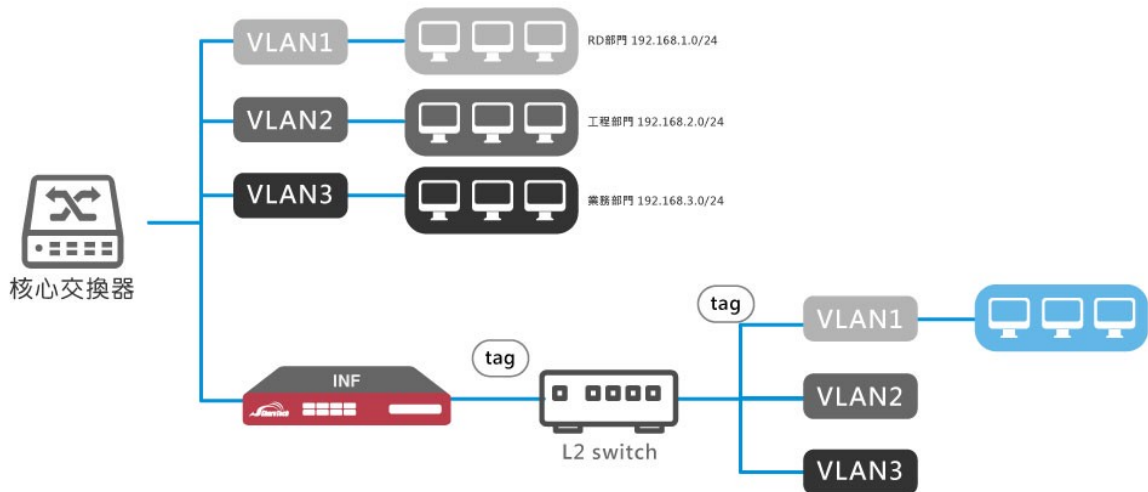 VLAN1
RD部門 192.168.1.0/24
VLAN2
工程部門 192.168.2.0/24
VLAN3
業務部門 192.168.3.0/24
核心交換器
tag
VLAN1
INF
ShareTech
tag
L2 switch
VLAN2
VLAN3